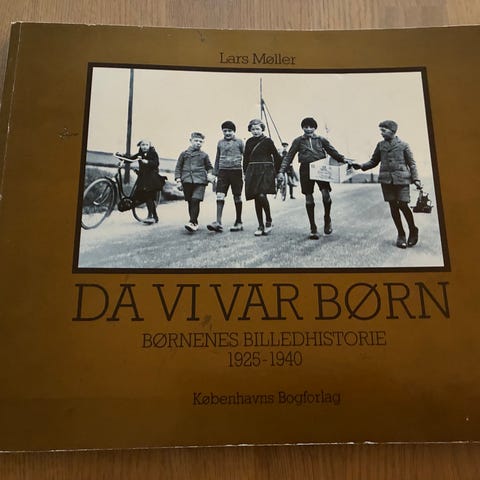 Lars Møller
DA VI VAR BØRN
BØRNENES BILLEDHISTORIE
1925-1940
Københavns Bogforlag